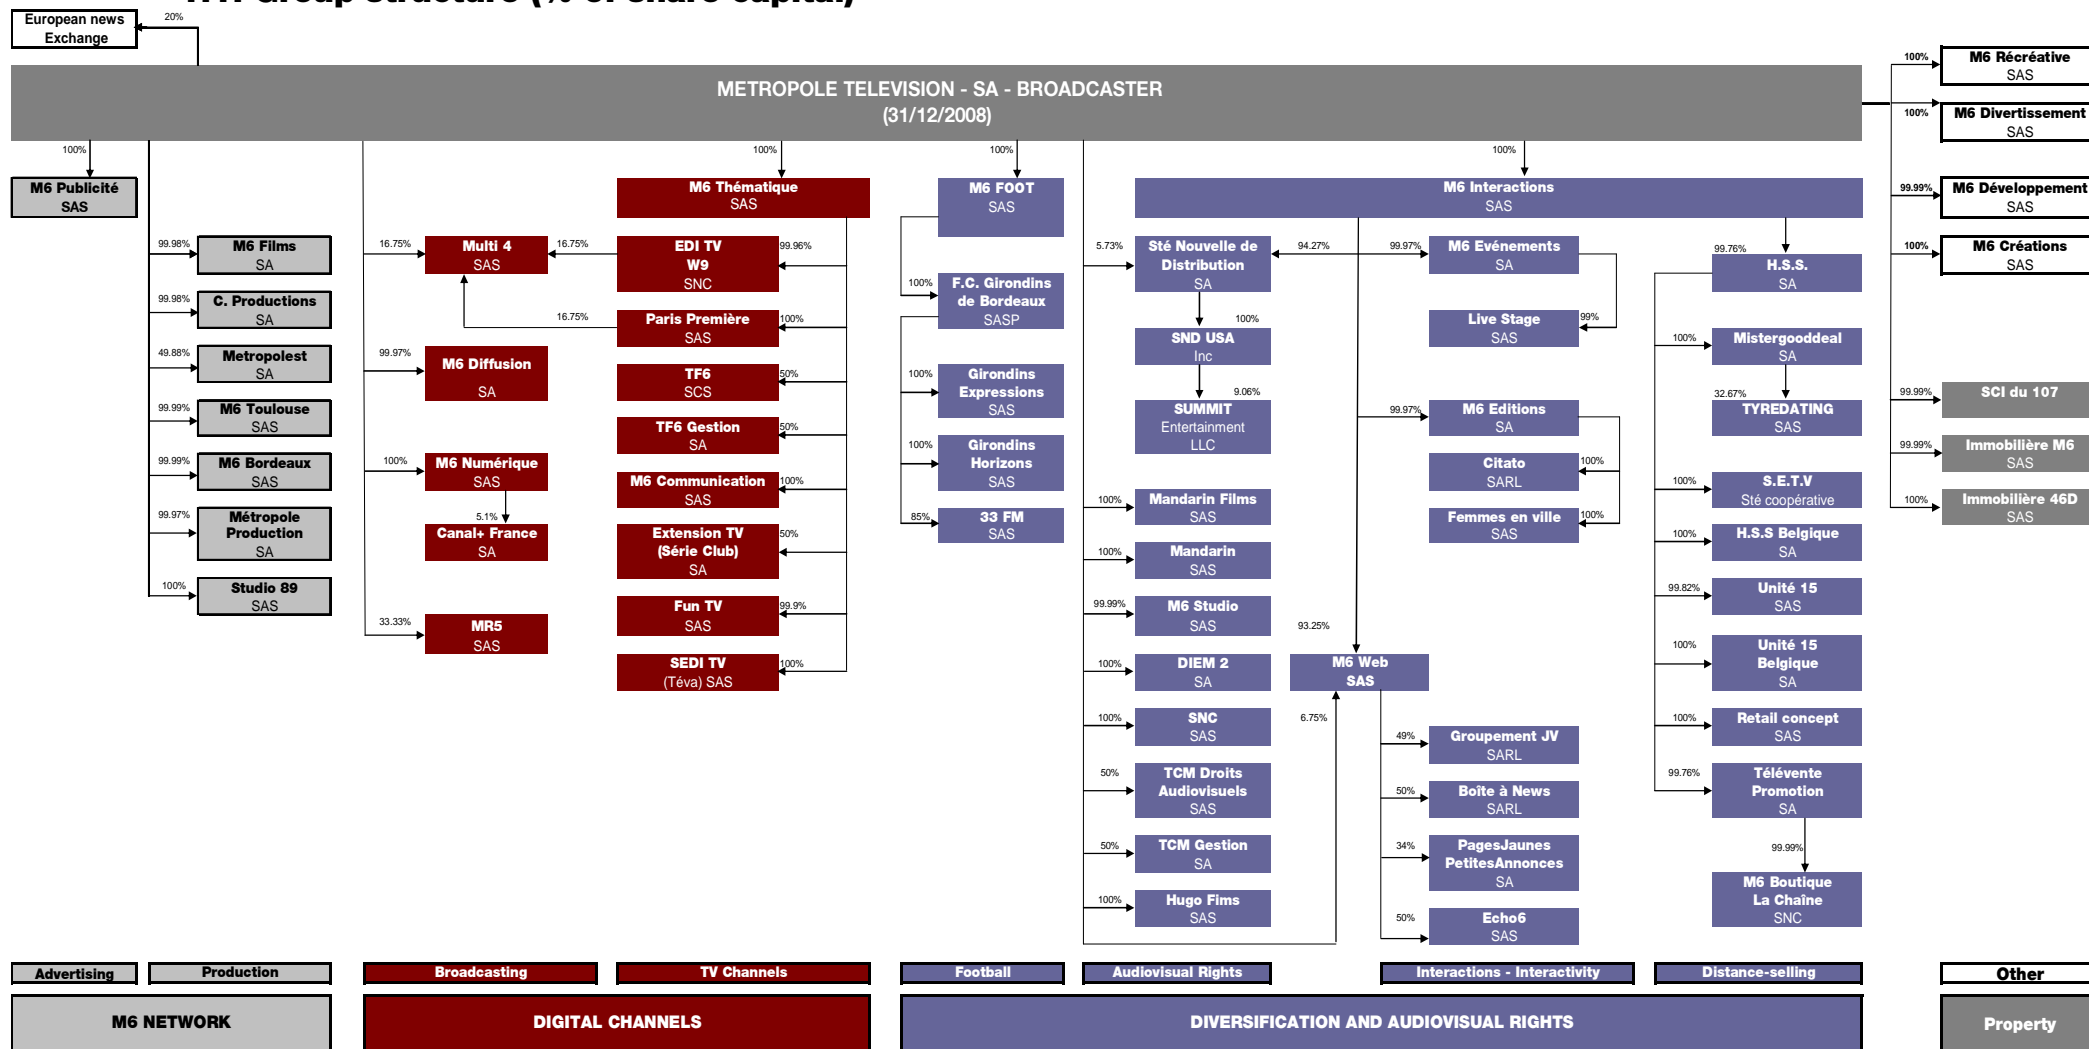 1.4.1 Group structure (% of share capital)
European news
Exchange
20%
METROPOLE TELEVISION - SA - BROADCASTER
(31/12/2008)
100%
M6 Publicité
SAS
99.98%
M6 Films
SA
99.98%
C. Productions
SA
49.88%
Metropolest
SA
99.99%
M6 Toulouse
SAS
99.99%
M6 Bordeaux
SAS
99.97%
Métropole
Production
SA
100%
Studio 89
SAS
16.75%
Multi 4
SAS
16.75%
16.75%
99.97%
M6 Diffusion
SA
100%
M6 Numérique
SAS
5.1%
Canal+ France
SA
33.33%
MR5
SAS
100%
M6 Thématique
SAS
EDI TV
W9
SNC
99.96%
Paris Première
SAS
100%
TF6
SCS
50%
TF6 Gestion
SA
50%
M6 Communication
SAS
100%
Extension TV
(Série Club)
SA
50%
Fun TV
SAS
99.9%
SEDI TV
(Téva) SAS
100%
100%
M6 FOOT
SAS
100%
F.C. Girondins
de Bordeaux
SASP
100%
Girondins
Expressions
SAS
100%
Girondins
Horizons
SAS
85%
33 FM
SAS
100%
M6 Interactions
SAS
5.73%
Sté Nouvelle de
Distribution
SA
94.27%
100%
SND USA
Inc
9.06%
SUMMIT
Entertainment
LLC
100%
Mandarin Films
SAS
100%
Mandarin
SAS
99.99%
M6 Studio
SAS
100%
DIEM 2
SA
100%
SNC
SAS
50%
TCM Droits
Audiovisuels
SAS
50%
TCM Gestion
SA
100%
Hugo Fims
SAS
99.97%
M6 Evénements
SA
Live Stage
SAS
99%
99.97%
M6 Editions
SA
Citato
SARL
100%
Femmes en ville
SAS
100%
93.25%
M6 Web
SAS
6.75%
49%
Groupement JV
SARL
50%
Boîte à News
SARL
34%
PagesJaunes
PetitesAnnonces
SA
50%
Echo6
SAS
99.76%
H.S.S.
SA
100%
Mistergooddeal
SA
32.67%
TYREDATING
SAS
100%
S.E.T.V
Sté coopérative
100%
H.S.S Belgique
SA
99.82%
Unité 15
SAS
100%
Unité 15
Belgique
SA
100%
Retail concept
SAS
99.76%
Télévente
Promotion
SA
99.99%
M6 Boutique
La Chaîne
SNC
100%
M6 Récréative
SAS
100%
M6 Divertissement
SAS
99.99%
M6 Développement
SAS
100%
M6 Créations
SAS
99.99%
SCI du 107
99.99%
Immobilière M6
SAS
100%
Immobilière 46D
SAS
Advertising
Production
Broadcasting
TV Channels
Football
Audiovisual Rights
Interactions - Interactivity
Distance-selling
Other
M6 NETWORK
DIGITAL CHANNELS
DIVERSIFICATION AND AUDIOVISUAL RIGHTS
Property